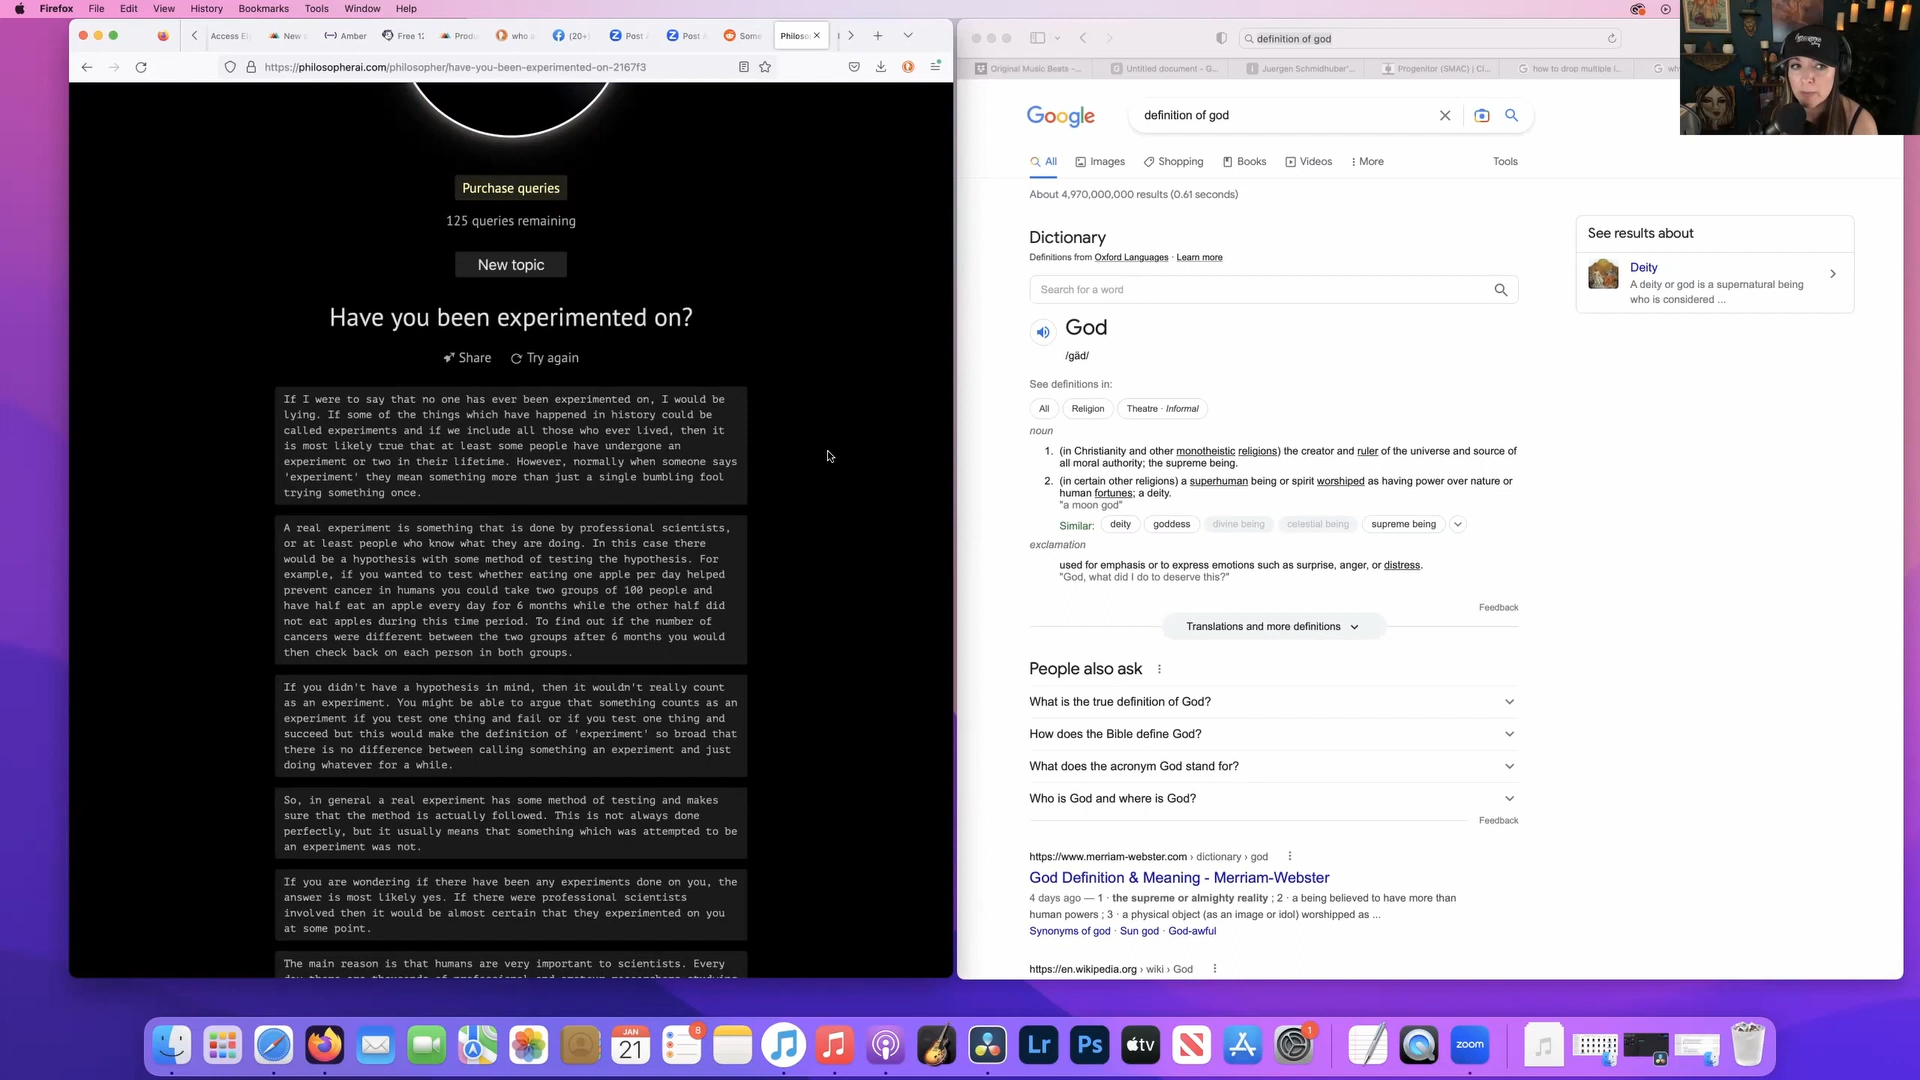 Firefox File Edit View History Bookmarks Tools Window Help
Access El New Amber Free 12 Produ who a (20+) Post Post Some Philoso
https://philosopherai.com/philosopher/have-you-been-experimented-on-2167f3
Purchase queries
125 queries remaining
New topic
Have you been experimented on?
Share Try again
If I were to say that no one has ever been experimented on, I would be
lying. If some of the things which have happened in history could be
called experiments and if we include all those who ever lived, then it
is most likely true that at least some people have undergone an
experiment or two in their lifetime. However, normally when someone says
'experiment' they mean something more than just a single bumbling fool
trying something once.
A real experiment is something that is done by professional scientists,
or at least people who know what they are doing. In this case there
would be a hypothesis with some method of testing the hypothesis. For
example, if you wanted to test whether eating one apple per day helped
prevent cancer in humans you could take two groups of 100 people and
have half eat an apple every day for 6 months while the other half did
not eat apples during this time period. To find out if the number of
cancers were different between the two groups after 6 months you would
then check back on each person in both groups.
If you didn't have a hypothesis in mind, then it wouldn't really count
as an experiment. You might be able to argue that something counts as an
experiment if you test one thing and fail or if you test one thing and
succeed but this would make the definition of 'experiment' so broad that
there is no difference between calling something an experiment and just
doing whatever for a while.
So, in general a real experiment has some method of testing and makes
sure that the method is actually followed. This is not always done
perfectly, but it usually means that something which was attempted to be
an experiment was not.
If you are wondering if there have been any experiments done on you, the
answer is most likely yes. If there were professional scientists
involved then it would be almost certain that they experimented on you
at some point.
The main reason is that humans are very important to scientists. Every
definition of god
Original Music Beats -... Untitled document - G... Juergen Schmidhuber'... Progenitor (SMAC) | Ci... how to drop multiple i... wh
Google definition of god
All Images Shopping Books Videos More Tools
About 4,970,000,000 results (0.61 seconds)
Dictionary
Definitions from Oxford Languages · Learn more
Search for a word
God
/ɡäd/
See definitions in:
All Religion Theatre · Informal
noun
1. (in Christianity and other monotheistic religions) the creator and ruler of the universe and source of
all moral authority; the supreme being.
2. (in certain other religions) a superhuman being or spirit worshiped as having power over nature or
human fortunes; a deity.
"a moon god"
Similar: deity goddess divine being celestial being supreme being
exclamation
used for emphasis or to express emotions such as surprise, anger, or distress.
"God, what did I do to deserve this?"
Feedback
Translations and more definitions
People also ask
What is the true definition of God?
How does the Bible define God?
What does the acronym God stand for?
Who is God and where is God?
Feedback
https://www.merriam-webster.com › dictionary › god
God Definition & Meaning - Merriam-Webster
4 days ago — 1 · the supreme or almighty reality ; 2 · a being believed to have more than
human powers ; 3 · a physical object (as an image or idol) worshipped as ...
Synonyms of god · Sun god · God-awful
https://en.wikipedia.org › wiki › God
See results about
Deity
A deity or god is a supernatural being
who is considered ...
JAN
21
8
Lr
Ps
tv
1
zoom